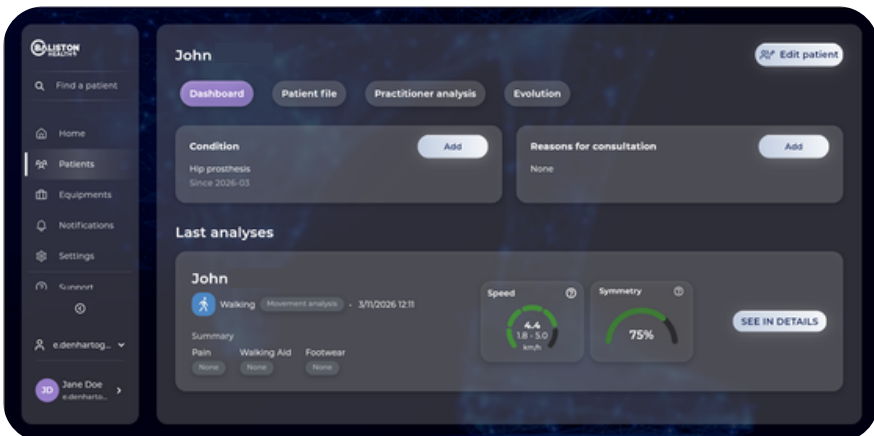 BALISTON
HEALTH
Find a patient
Home
Patients
Equipments
Notifications
Settings
Support
e.denhartog...
JD
Jane Doe
e.denharto...
John
Edit patient
Dashboard
Patient file
Practitioner analysis
Evolution
Condition
Add
Hip prosthesis
Since 2026-03
Reasons for consultation
Add
None
Last analyses
John
Walking
Movement analysis
- 3/11/2026 12:11
Summary
Pain
Walking Aid
Footwear
None
None
None
Speed
?
4.4
1.8 - 5.0
km/h
Symmetry
?
75%
SEE IN DETAILS